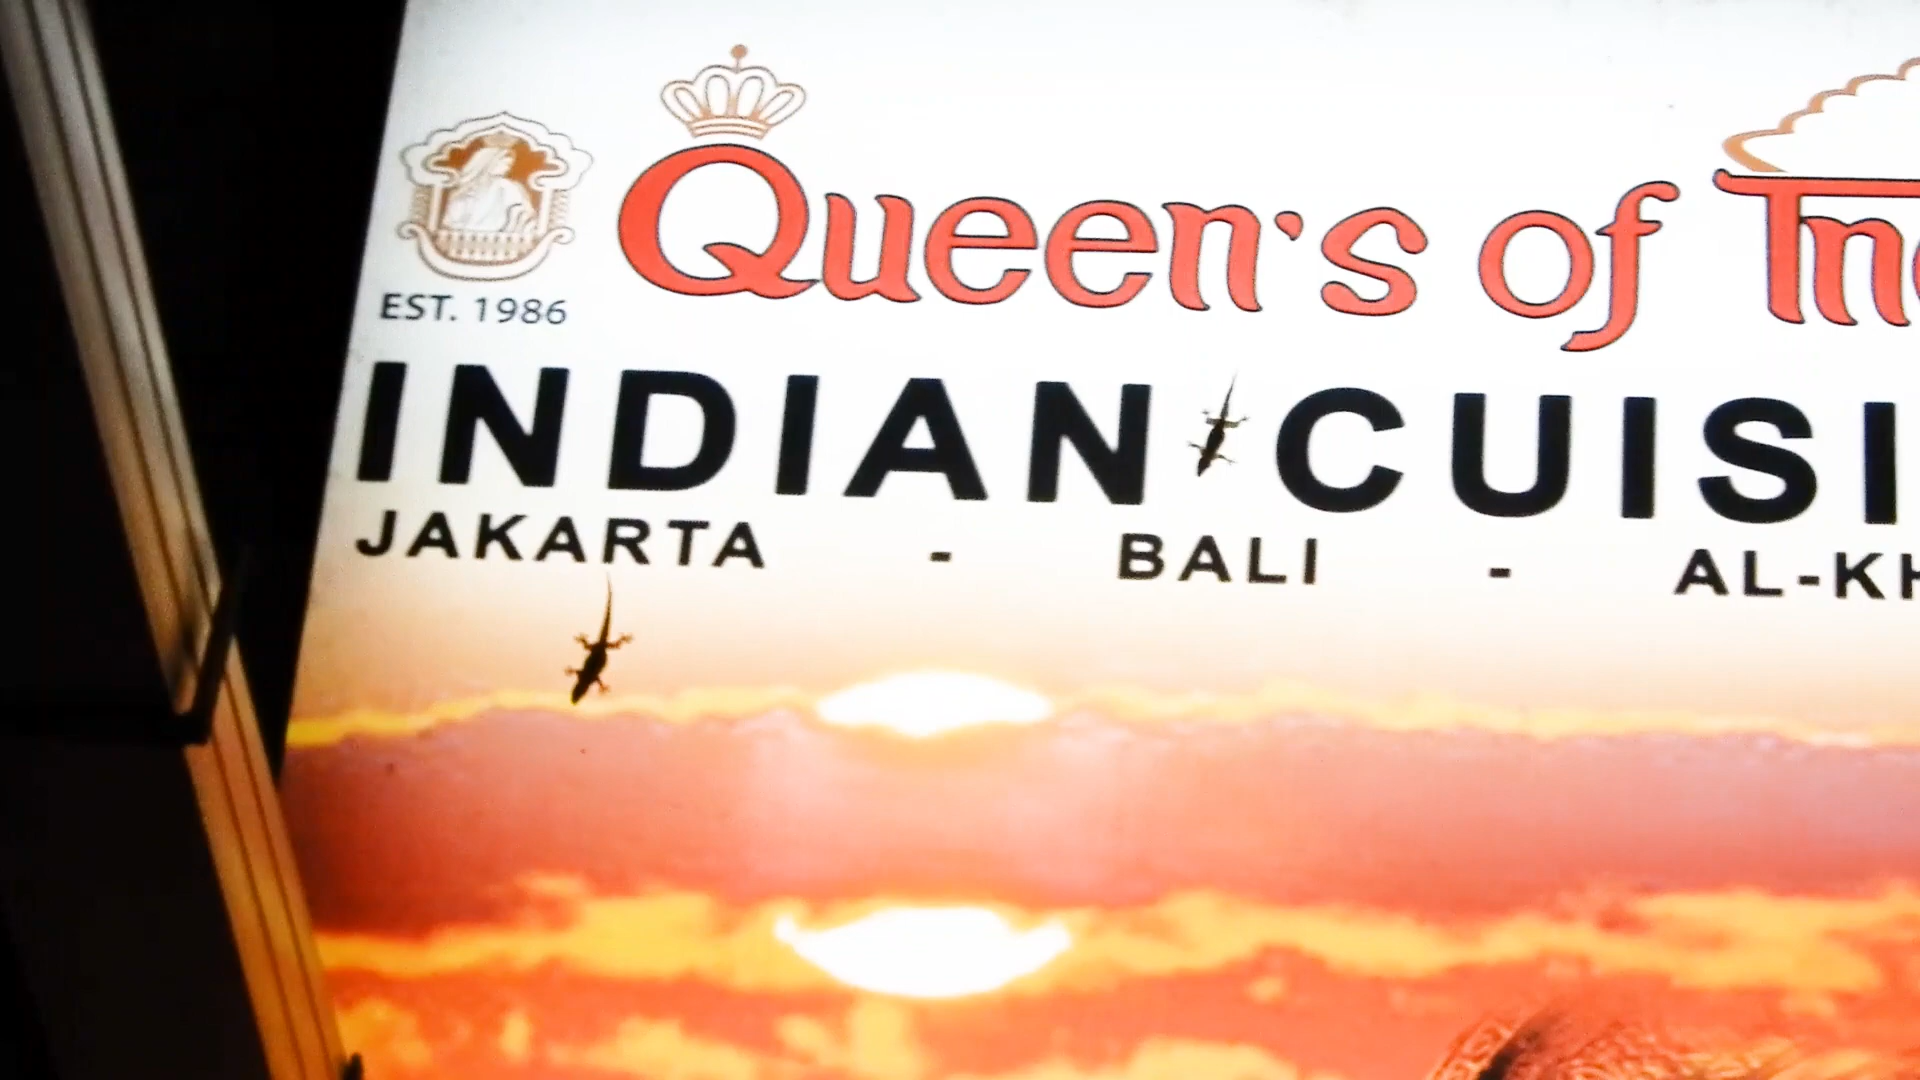 Queen's of
EST. 1986
INDIAN CUISI
JAKARTA - BALI - AL-KH